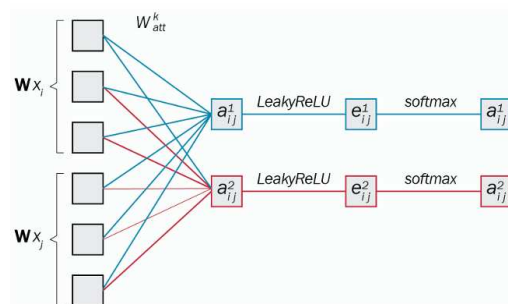 W^k_att
Wx_i
a^1_ij LeakyReLU e^1_ij softmax a^1_ij
a^2_ij LeakyReLU e^2_ij softmax a^2_ij
Wx_j